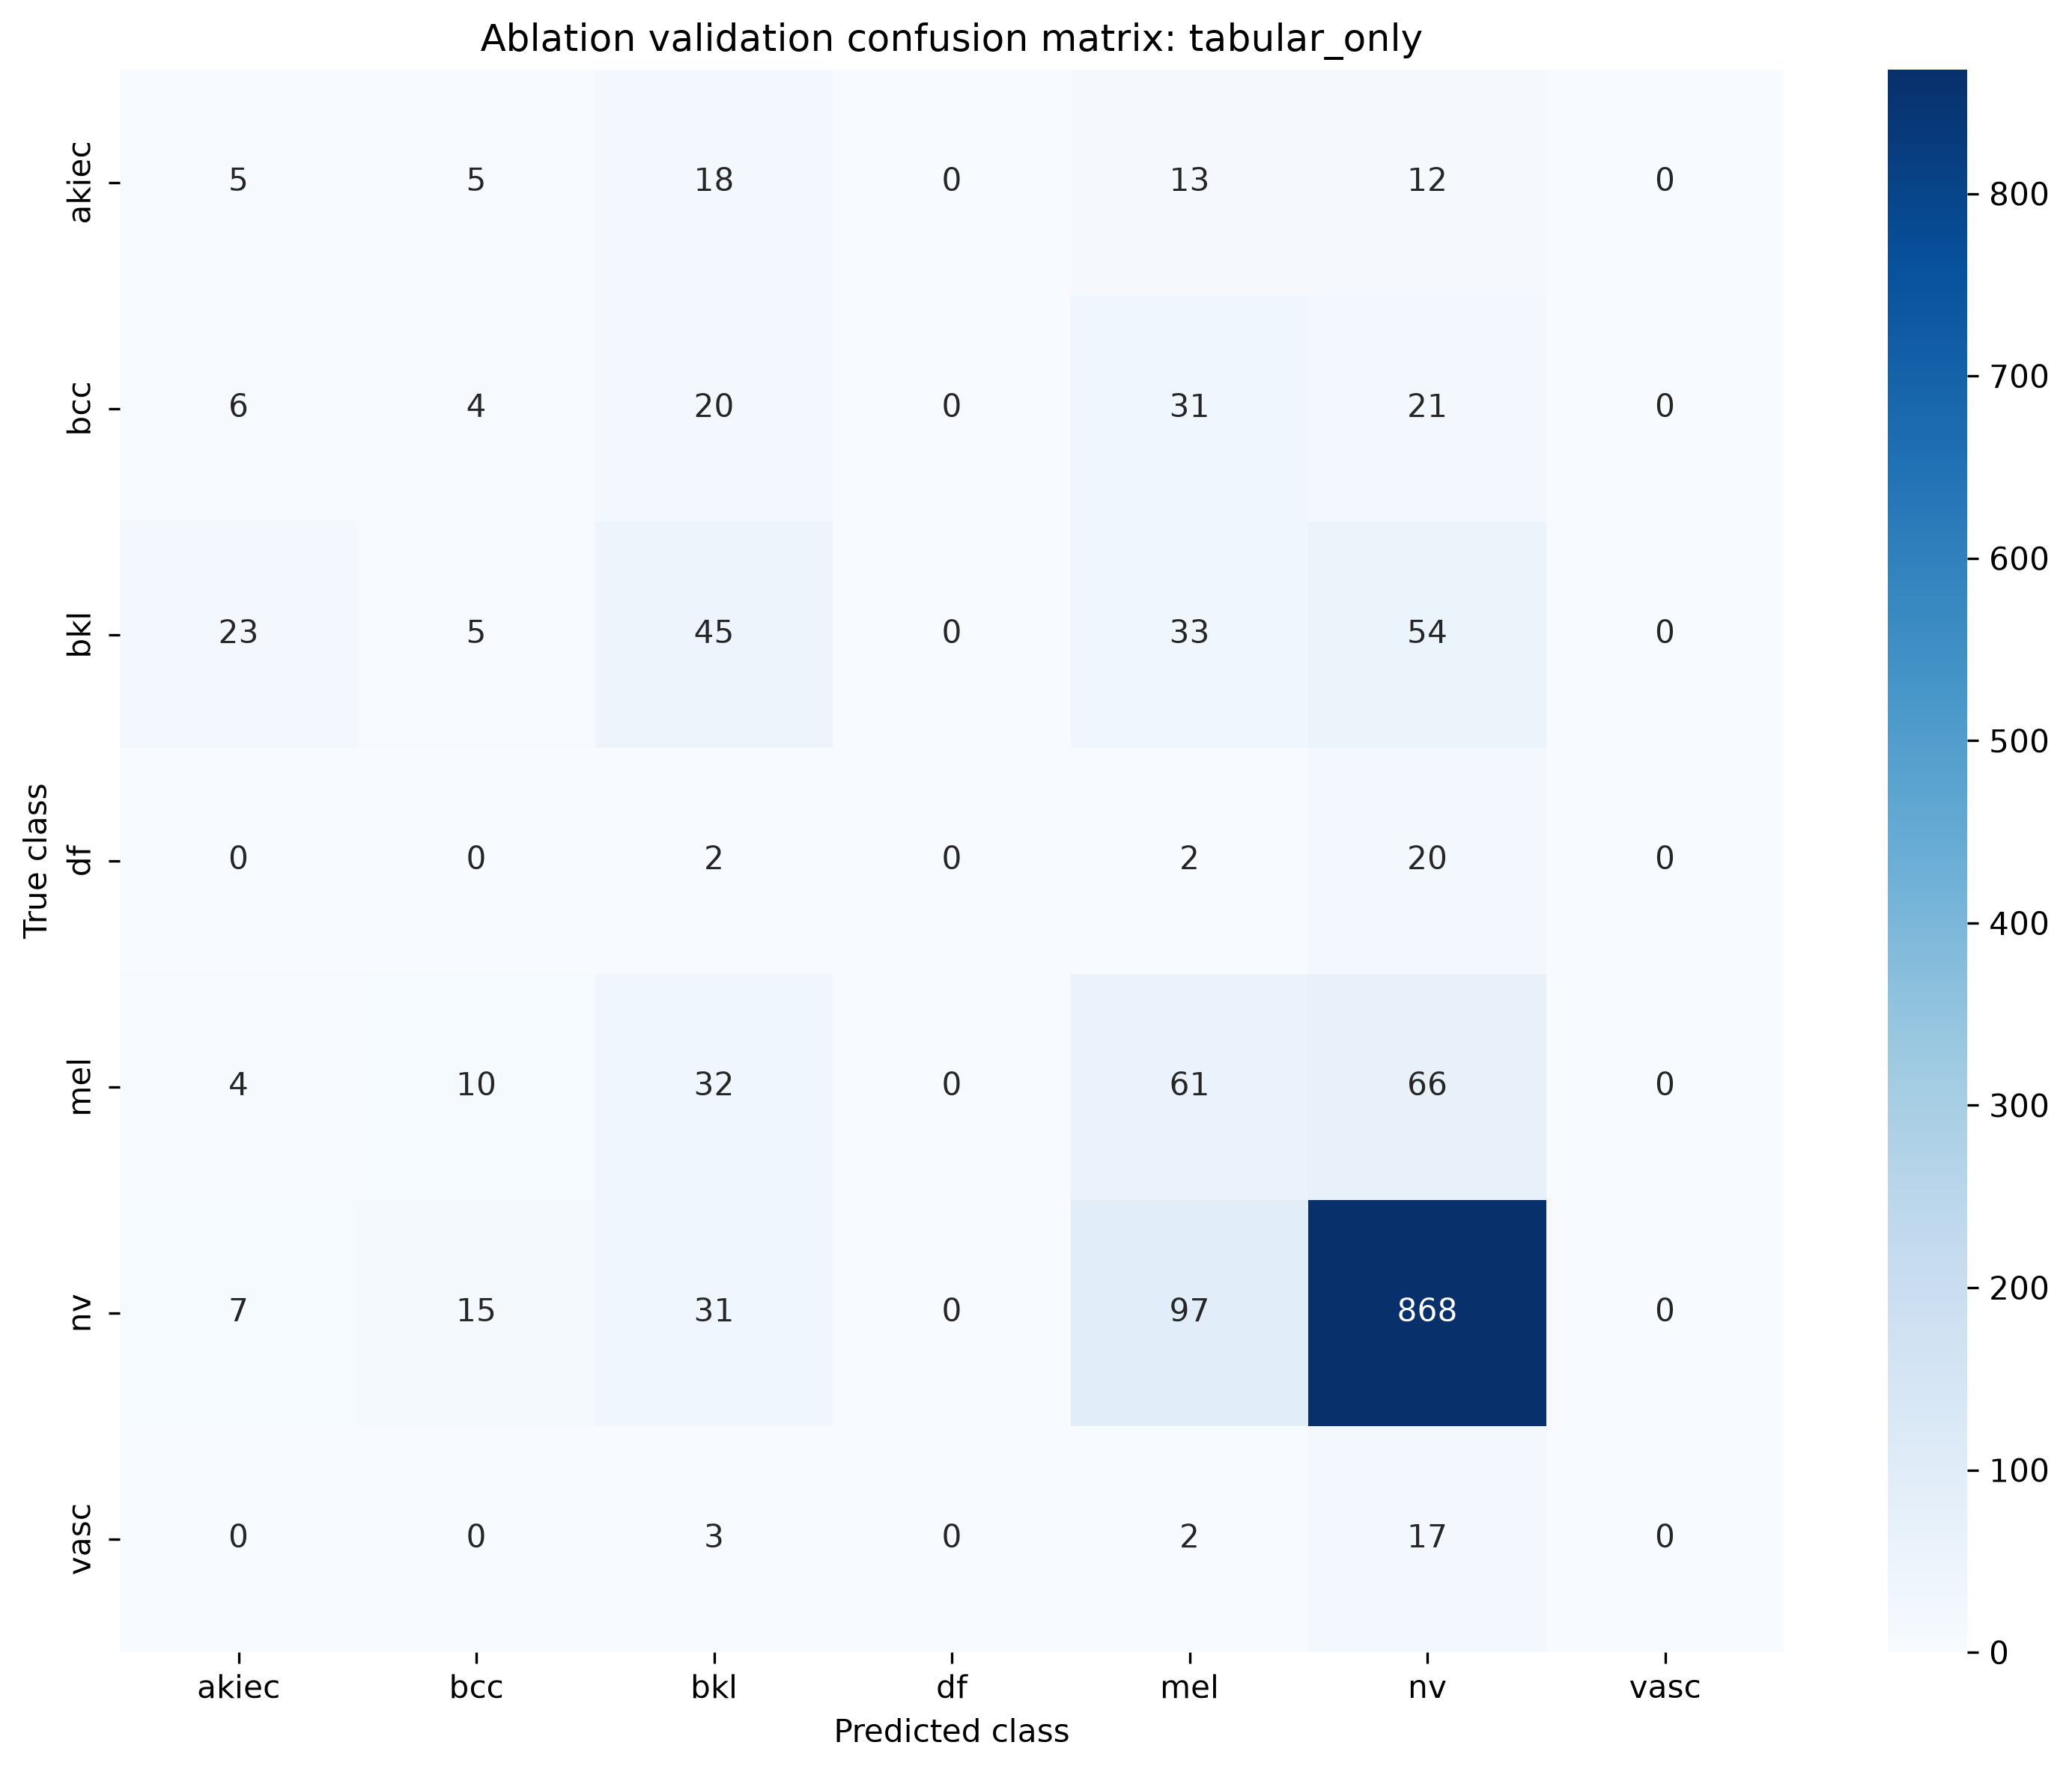 Ablation validation confusion matrix: tabular_only
True class
akiec 5 5 18 0 13 12 0
bcc 6 4 20 0 31 21 0
bkl 23 5 45 0 33 54 0
df 0 0 2 0 2 20 0
mel 4 10 32 0 61 66 0
nv 7 15 31 0 97 868 0
vasc 0 0 3 0 2 17 0
akiec bcc bkl df mel nv vasc
Predicted class
800
700
600
500
400
300
200
100
0